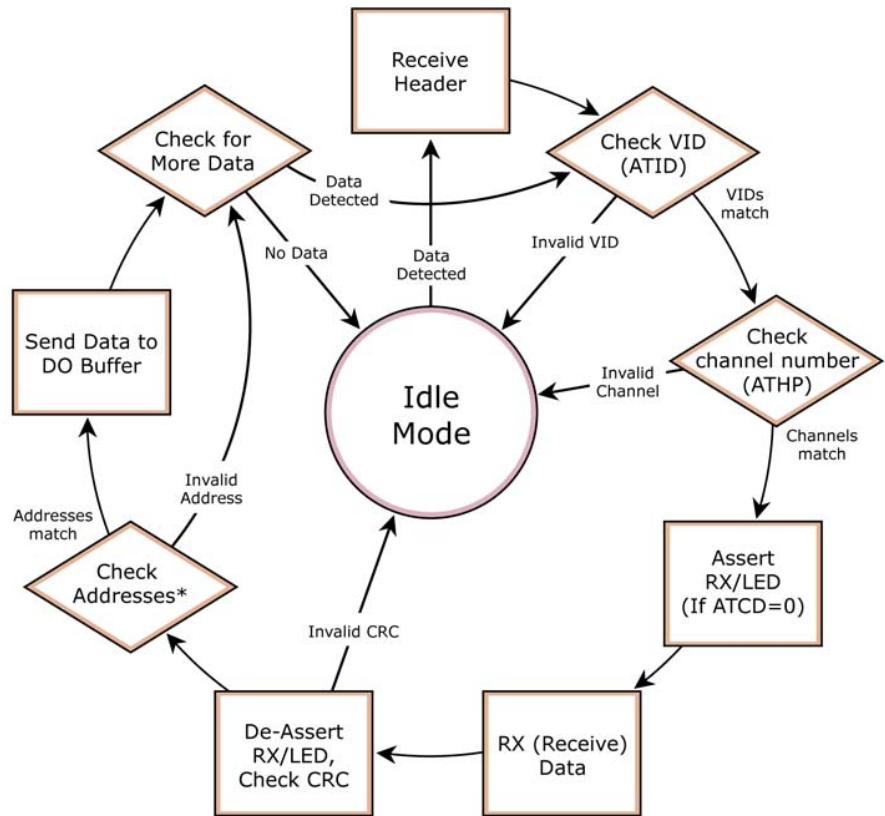 Receive
Header
Check for
More Data
Check VID
(ATID)
Data
Detected
VIDs
match
No Data
Data
Detected
Invalid VID
Send Data to
DO Buffer
Check
channel number
(ATHP)
Invalid
Channel
Idle
Mode
Channels
match
Invalid
Address
Addresses
match
Assert
RX/LED
(If ATCD=0)
Check
Addresses*
Invalid CRC
De-Assert
RX/LED,
Check CRC
RX (Receive)
Data